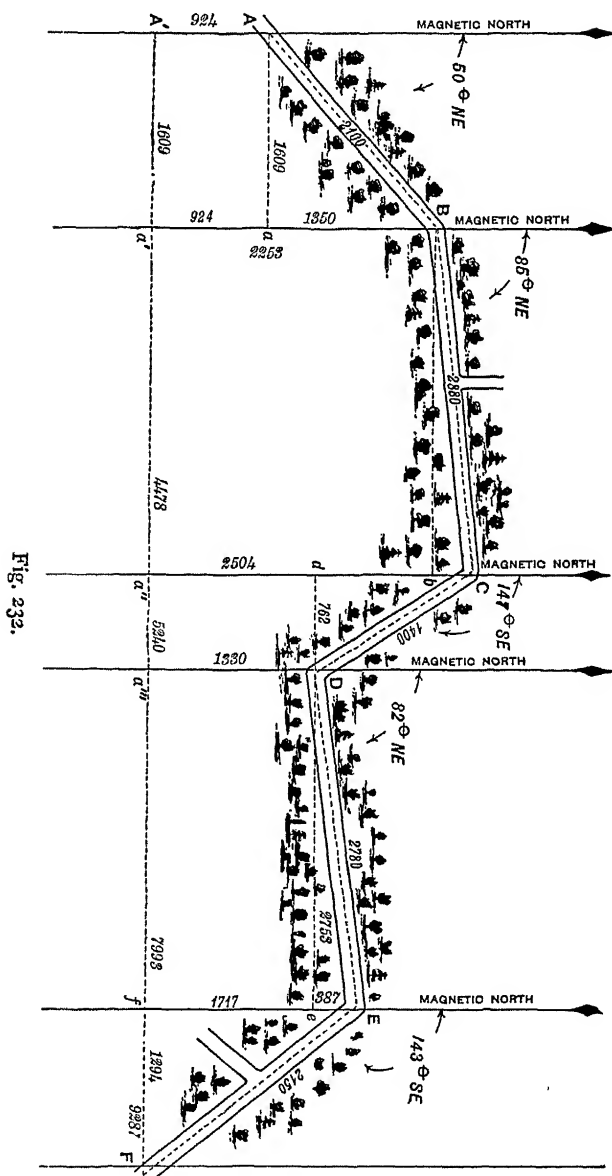 A'
924
A
MAGNETIC NORTH
50 ⊖ NE
1609
1609
2100
B
MAGNETIC NORTH
924
a
1350
a'
2253
85 ⊖ NE
2880
4478
2504
d
b
C
MAGNETIC NORTH
a''
762
1400
147 ⊖ SE
5240
1330
D
MAGNETIC NORTH
a'''
82 ⊖ NE
2780
2753
7993
1717
387
E
MAGNETIC NORTH
f
e
143 ⊖ SE
2150
1294
9287
F
Fig. 232.